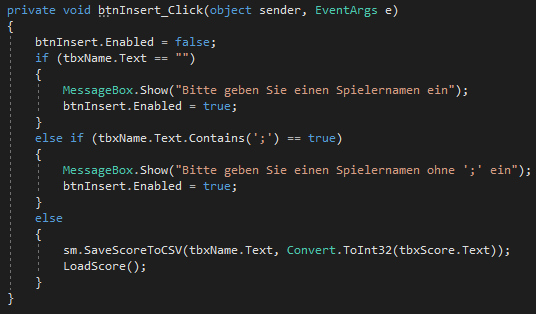 private void btnInsert_Click(object sender, EventArgs e)
{
    btnInsert.Enabled = false;
    if (tbxName.Text == "")
    {
        MessageBox.Show("Bitte geben Sie einen Spielernamen ein");
        btnInsert.Enabled = true;
    }
    else if (tbxName.Text.Contains(';') == true)
    {
        MessageBox.Show("Bitte geben Sie einen Spielernamen ohne ';' ein");
        btnInsert.Enabled = true;
    }
    else
    {
        sm.SaveScoreToCSV(tbxName.Text, Convert.ToInt32(tbxScore.Text));
        LoadScore();
    }
}